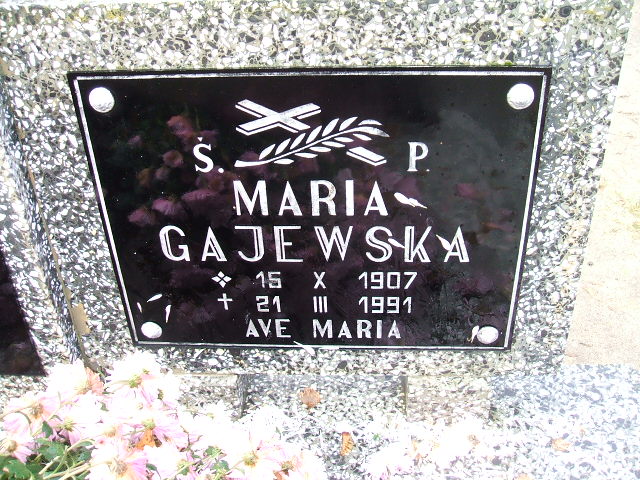 Ś. P.
MARIA
GAJEWSKA
15 X 1907
✝ 21 III 1991
AVE MARIA